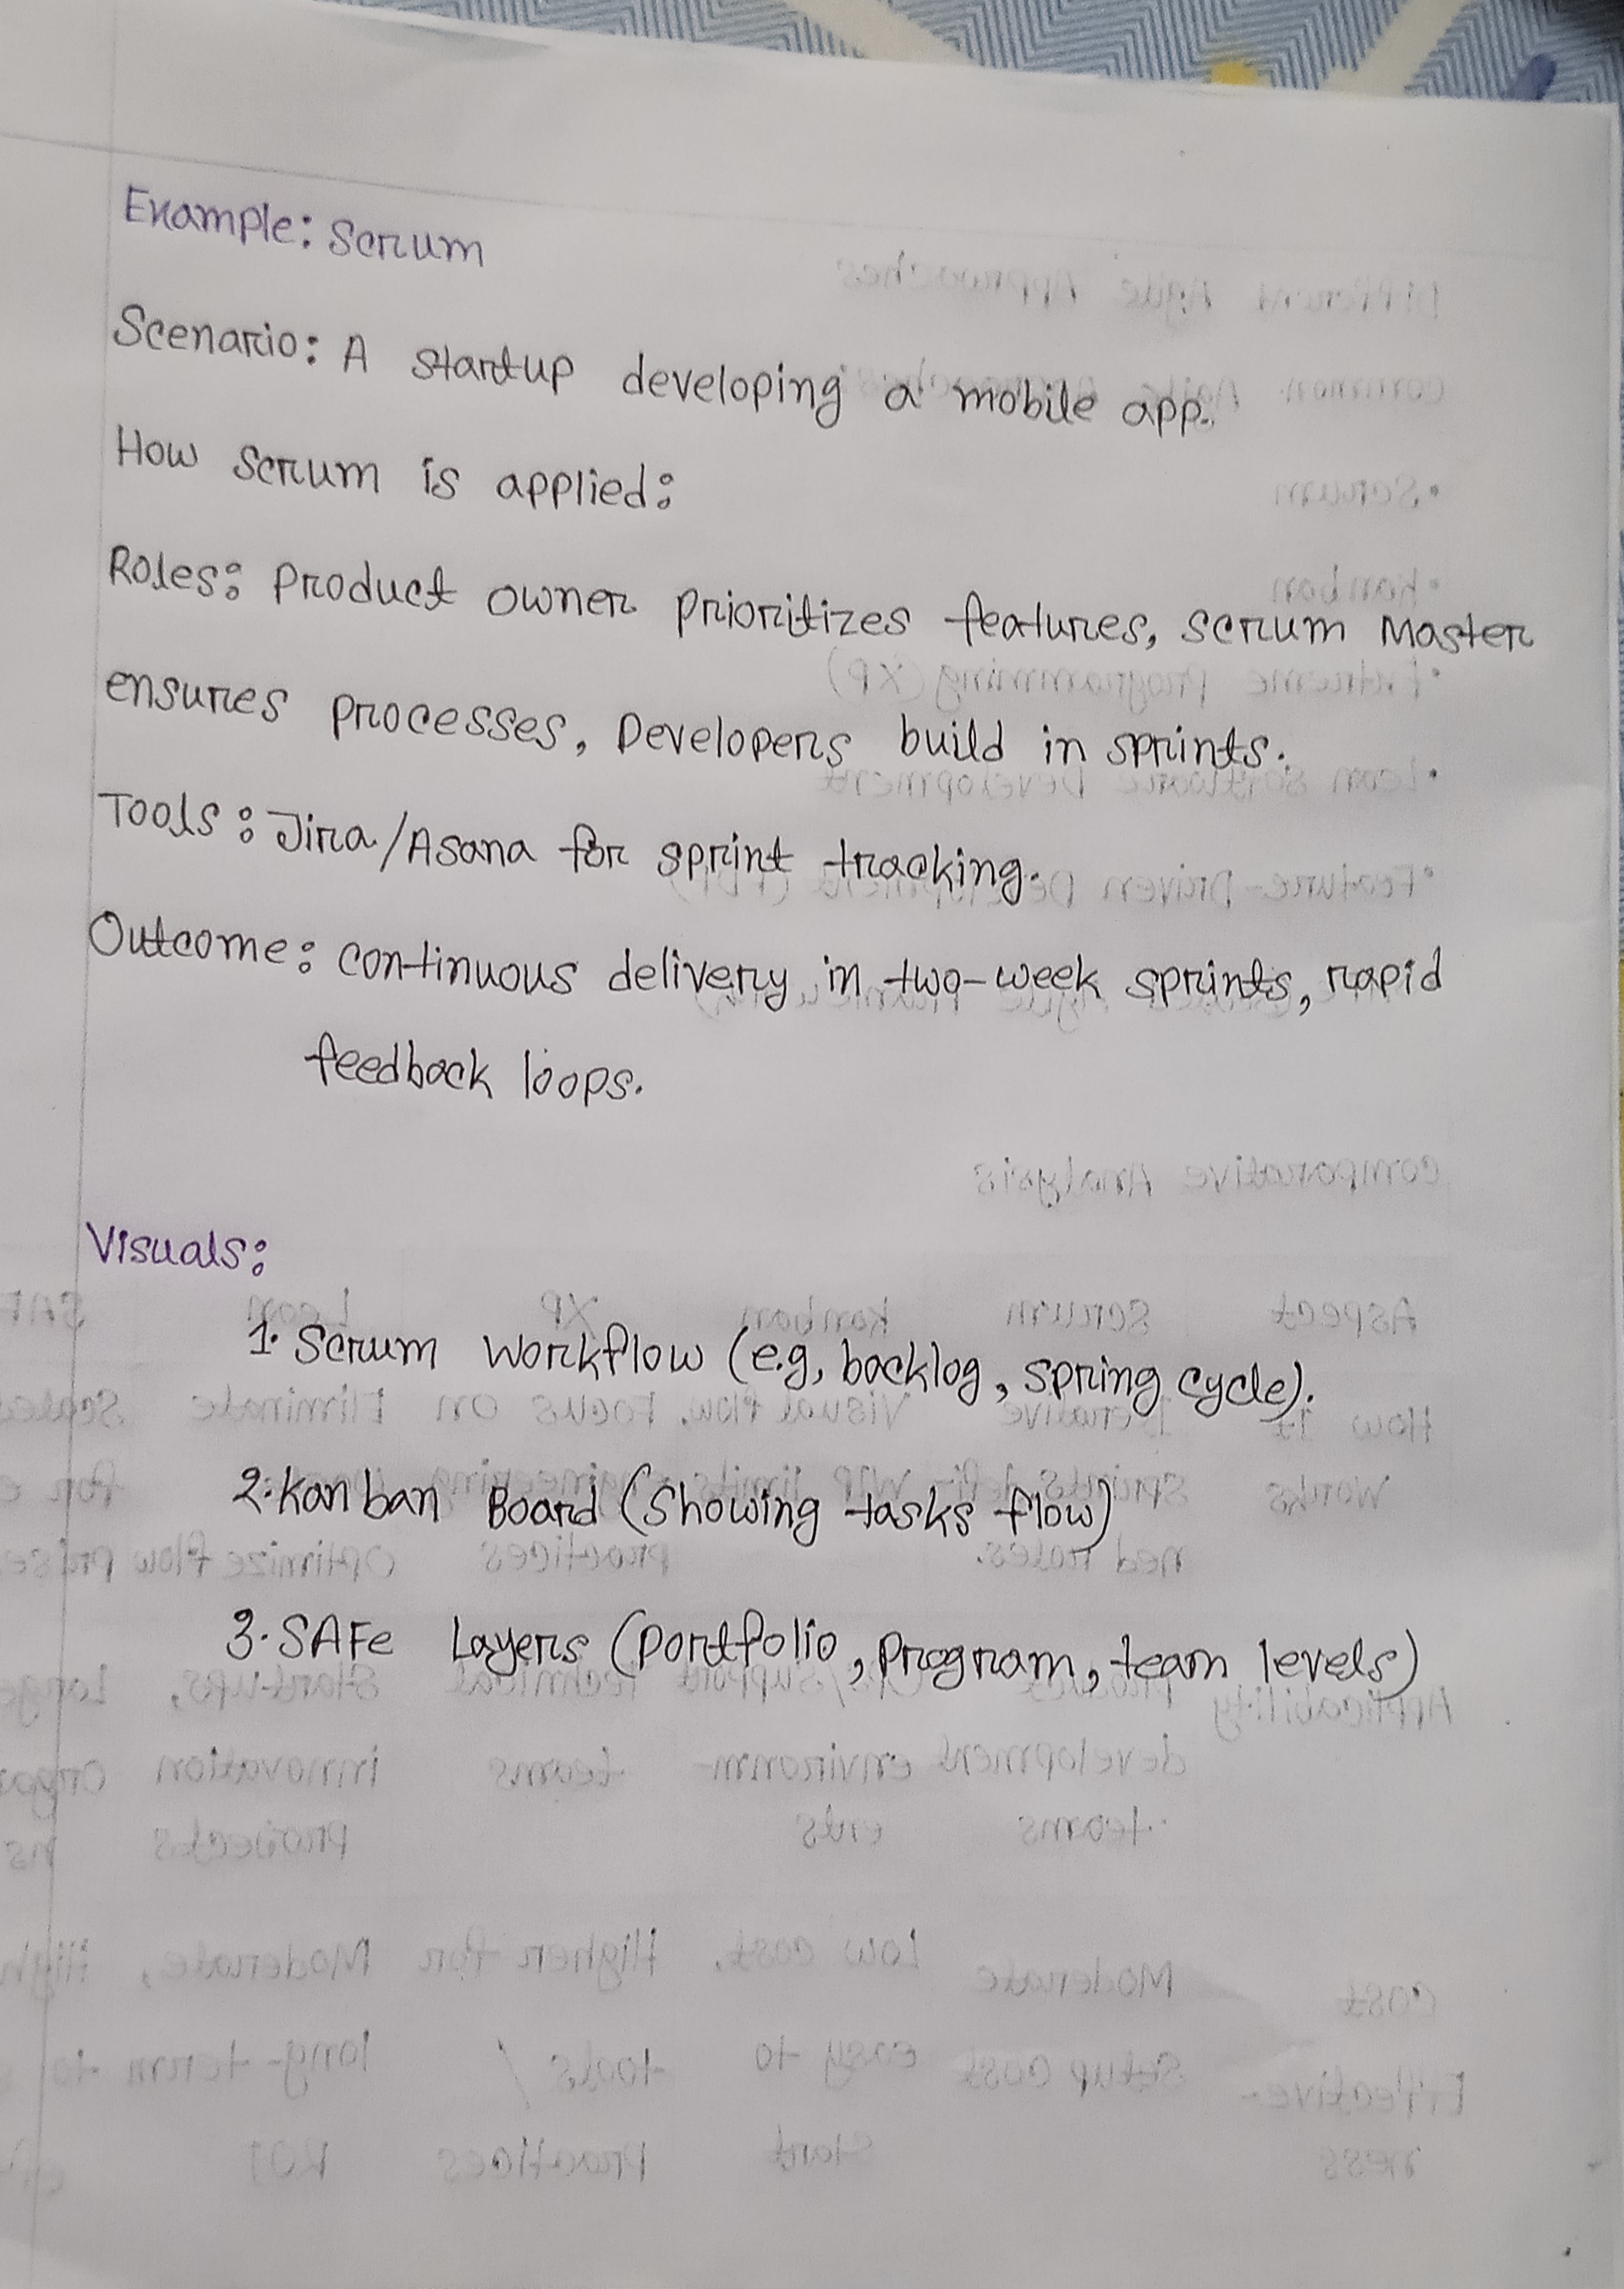 Example: Scrum
Scenario: A startup developing a mobile app.
How scrum is applied:
Roles: Product owner prioritizes features, scrum Master
ensures processes, Developers build in sprints.
Tools: Jira/Asana for sprint tracking.
Outcome: continuous delivery in two-week sprints, rapid
feedback loops.
Visuals:
1. Scrum Workflow (e.g, backlog, spring cycle).
2. Kanban Board (Showing tasks flow)
3. SAFe Layers (portfolio, program, team levels)